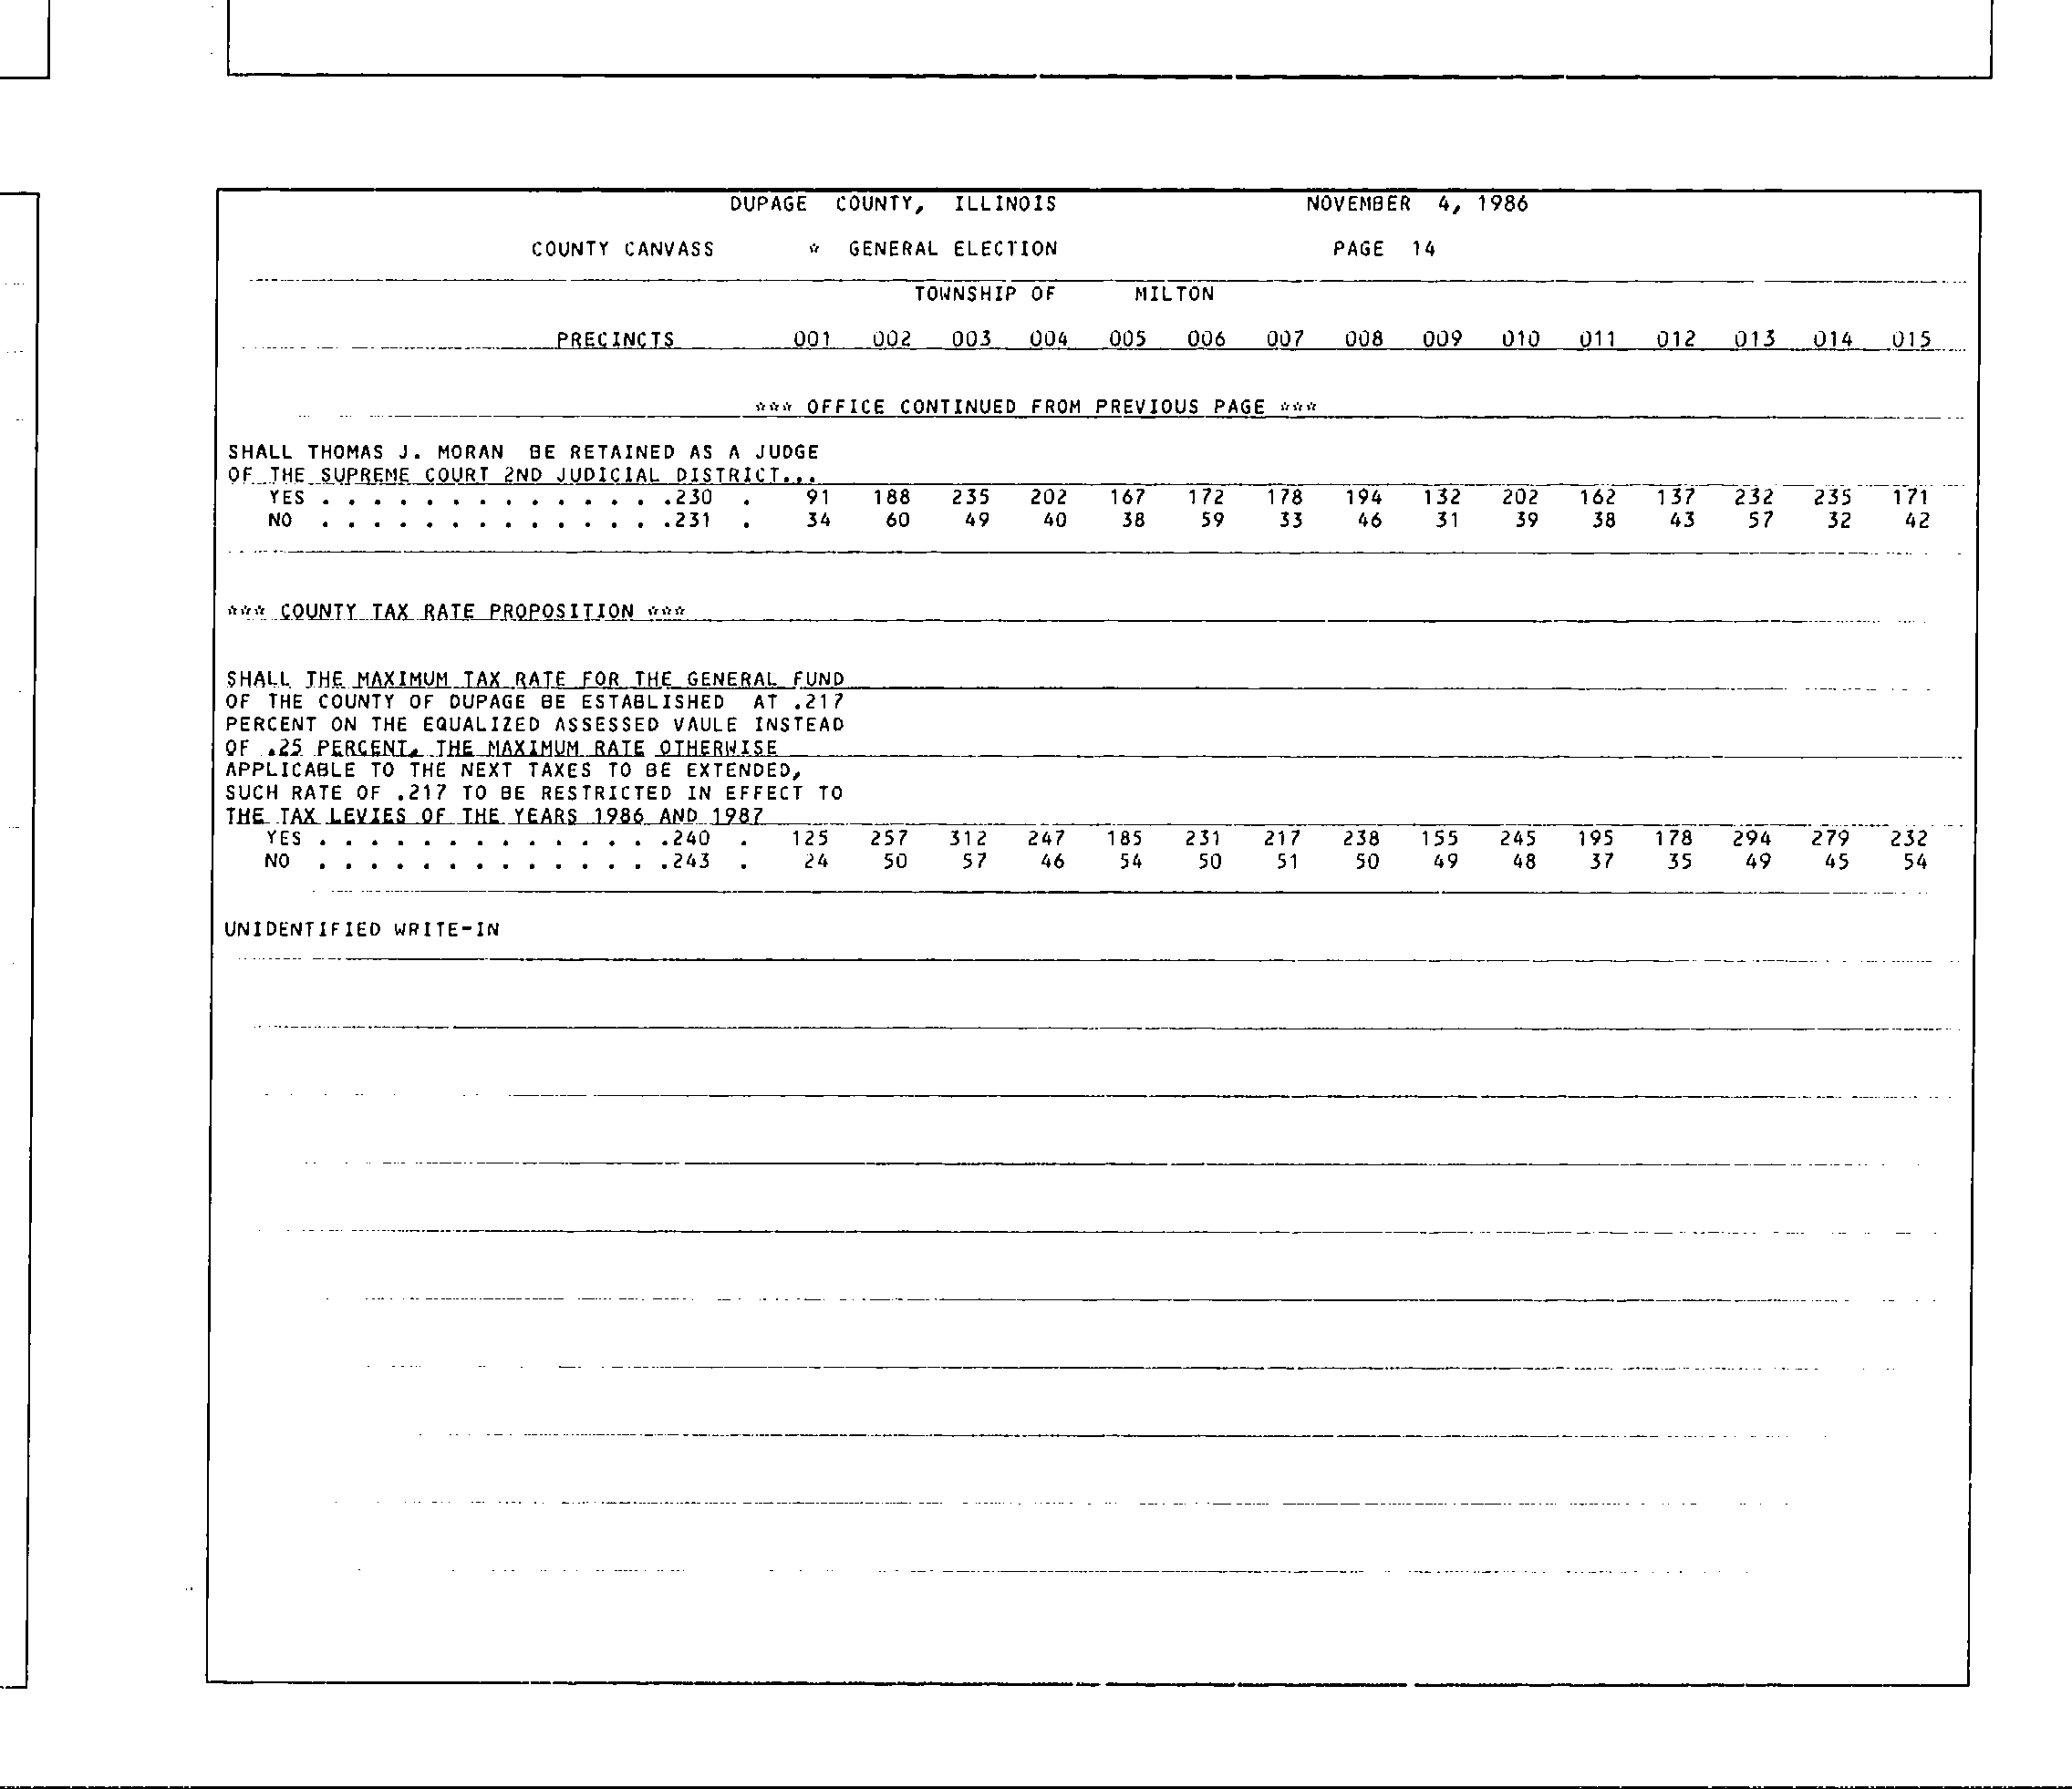 DUPAGE COUNTY, ILLINOIS NOVEMBER 4, 1986
COUNTY CANVASS * GENERAL ELECTION PAGE 14
TOWNSHIP OF MILTON
PRECINCTS 001 002 003 004 005 006 007 008 009 010 011 012 013 014 015
*** OFFICE CONTINUED FROM PREVIOUS PAGE ***
SHALL THOMAS J. MORAN BE RETAINED AS A JUDGE
OF THE SUPREME COURT 2ND JUDICIAL DISTRICT...
YES . . . . . . . . . . . . . . .230 . 91 188 235 202 167 172 178 194 132 202 162 137 232 235 171
NO . . . . . . . . . . . . . . .231 . 34 60 49 40 38 59 33 46 31 39 38 43 57 32 42
*** COUNTY TAX RATE PROPOSITION ***
SHALL THE MAXIMUM TAX RATE FOR THE GENERAL FUND
OF THE COUNTY OF DUPAGE BE ESTABLISHED AT .217
PERCENT ON THE EQUALIZED ASSESSED VAULE INSTEAD
OF .25 PERCENT, THE MAXIMUM RATE OTHERWISE
APPLICABLE TO THE NEXT TAXES TO BE EXTENDED,
SUCH RATE OF .217 TO BE RESTRICTED IN EFFECT TO
THE TAX LEVIES OF THE YEARS 1986 AND 1987
YES . . . . . . . . . . . . . . .240 . 125 257 312 247 185 231 217 238 155 245 195 178 294 279 232
NO . . . . . . . . . . . . . . .243 . 24 50 57 46 54 50 51 50 49 48 37 35 49 45 54
UNIDENTIFIED WRITE-IN